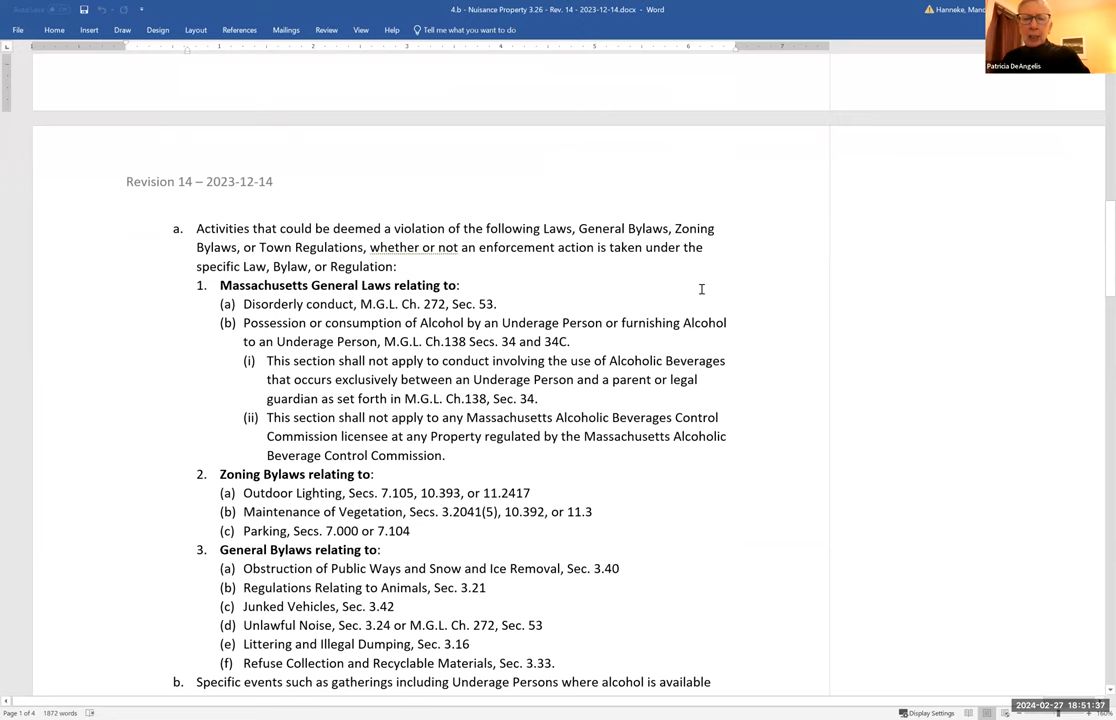 4.b - Nuisance Property 3.26 - Rev. 14 - 2023-12-14.docx - Word
Hanneke,
File Home Insert Draw Design Layout References Mailings Review View Help Tell me what you want to do
1 1 2 3 4 5 6 7
Patricia DeAngelis
Revision 14 – 2023-12-14
a. Activities that could be deemed a violation of the following Laws, General Bylaws, Zoning
Bylaws, or Town Regulations, whether or not an enforcement action is taken under the
specific Law, Bylaw, or Regulation:
1. Massachusetts General Laws relating to:
(a) Disorderly conduct, M.G.L. Ch. 272, Sec. 53.
(b) Possession or consumption of Alcohol by an Underage Person or furnishing Alcohol
to an Underage Person, M.G.L. Ch.138 Secs. 34 and 34C.
(i) This section shall not apply to conduct involving the use of Alcoholic Beverages
that occurs exclusively between an Underage Person and a parent or legal
guardian as set forth in M.G.L. Ch.138, Sec. 34.
(ii) This section shall not apply to any Massachusetts Alcoholic Beverages Control
Commission licensee at any Property regulated by the Massachusetts Alcoholic
Beverage Control Commission.
2. Zoning Bylaws relating to:
(a) Outdoor Lighting, Secs. 7.105, 10.393, or 11.2417
(b) Maintenance of Vegetation, Secs. 3.2041(5), 10.392, or 11.3
(c) Parking, Secs. 7.000 or 7.104
3. General Bylaws relating to:
(a) Obstruction of Public Ways and Snow and Ice Removal, Sec. 3.40
(b) Regulations Relating to Animals, Sec. 3.21
(c) Junked Vehicles, Sec. 3.42
(d) Unlawful Noise, Sec. 3.24 or M.G.L. Ch. 272, Sec. 53
(e) Littering and Illegal Dumping, Sec. 3.16
(f) Refuse Collection and Recyclable Materials, Sec. 3.33.
b. Specific events such as gatherings including Underage Persons where alcohol is available
Page 1 of 4 1872 words Display Settings
2024-02-27 18:51:37